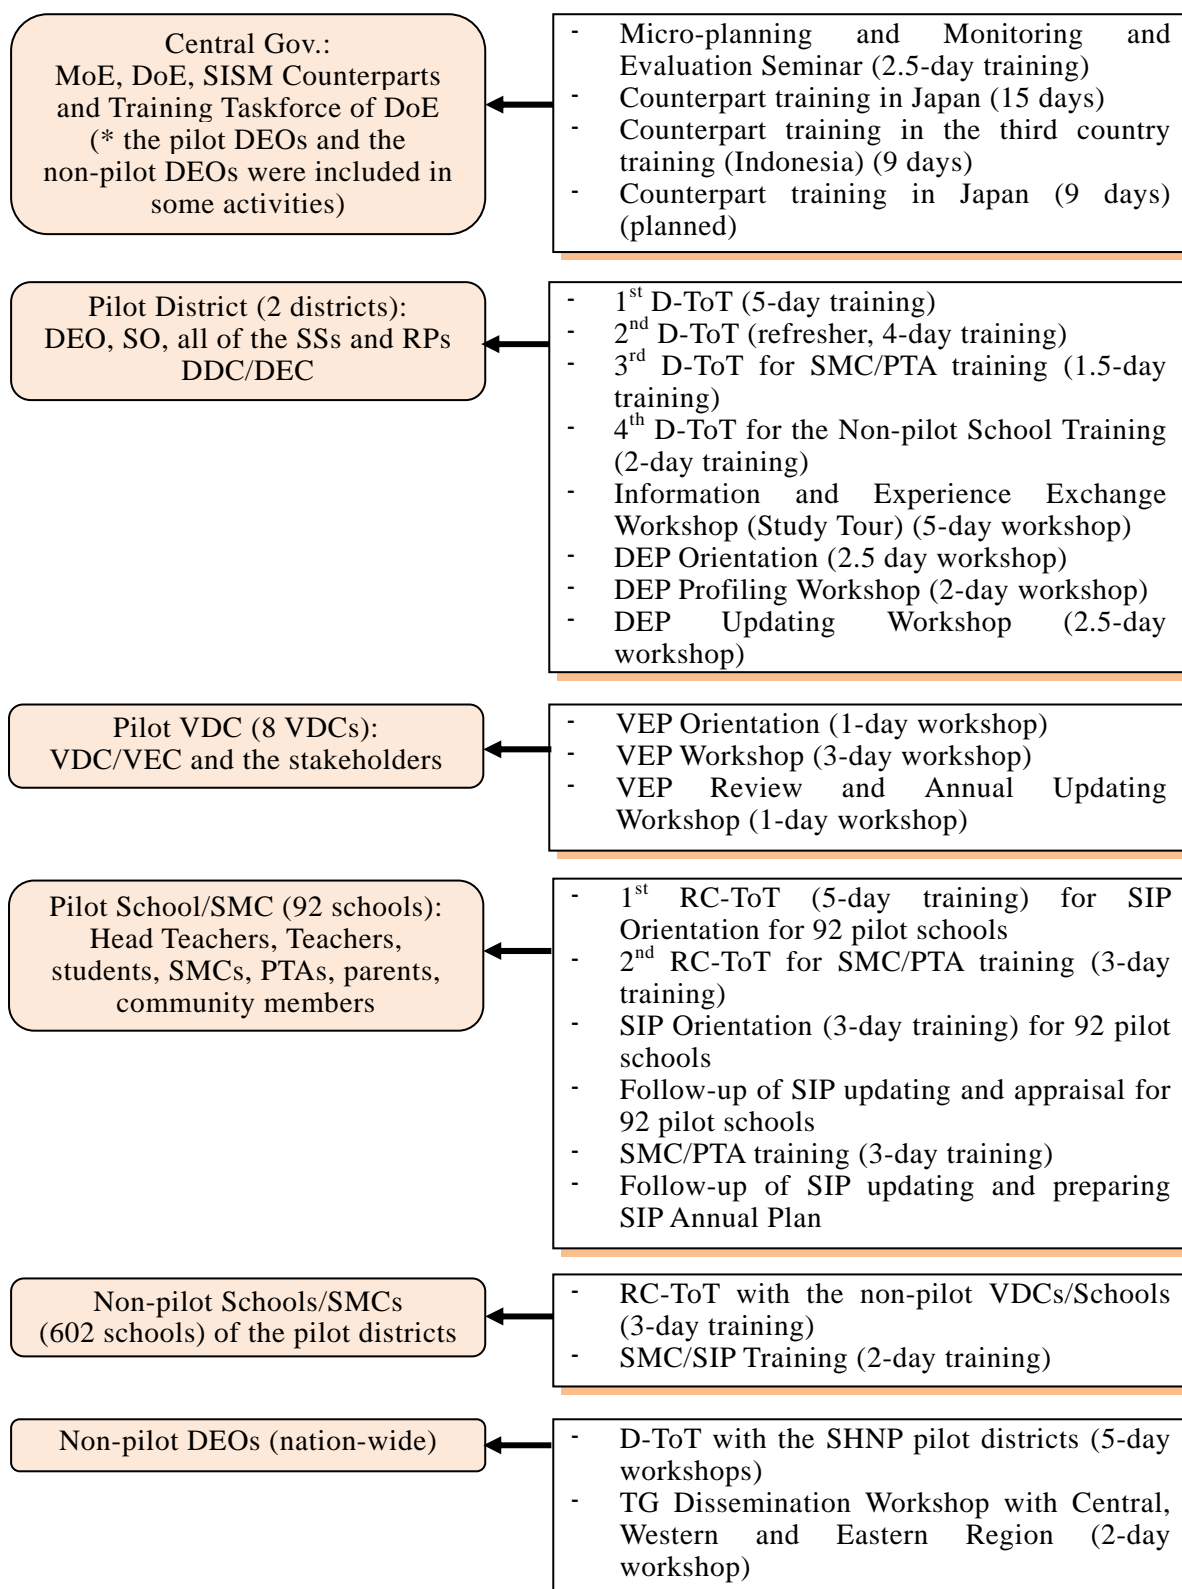 Central Gov.:
MoE, DoE, SISM Counterparts
and Training Taskforce of DoE
(* the pilot DEOs and the
non-pilot DEOs were included in
some activities)
- Micro-planning and Monitoring and
Evaluation Seminar (2.5-day training)
- Counterpart training in Japan (15 days)
- Counterpart training in the third country
training (Indonesia) (9 days)
- Counterpart training in Japan (9 days)
(planned)
Pilot District (2 districts):
DEO, SO, all of the SSs and RPs
DDC/DEC
- 1st D-ToT (5-day training)
- 2nd D-ToT (refresher, 4-day training)
- 3rd D-ToT for SMC/PTA training (1.5-day
training)
- 4th D-ToT for the Non-pilot School Training
(2-day training)
- Information and Experience Exchange
Workshop (Study Tour) (5-day workshop)
- DEP Orientation (2.5 day workshop)
- DEP Profiling Workshop (2-day workshop)
- DEP Updating Workshop (2.5-day
workshop)
Pilot VDC (8 VDCs):
VDC/VEC and the stakeholders
- VEP Orientation (1-day workshop)
- VEP Workshop (3-day workshop)
- VEP Review and Annual Updating
Workshop (1-day workshop)
Pilot School/SMC (92 schools):
Head Teachers, Teachers,
students, SMCs, PTAs, parents,
community members
- 1st RC-ToT (5-day training) for SIP
Orientation for 92 pilot schools
- 2nd RC-ToT for SMC/PTA training (3-day
training)
- SIP Orientation (3-day training) for 92 pilot
schools
- Follow-up of SIP updating and appraisal for
92 pilot schools
- SMC/PTA training (3-day training)
- Follow-up of SIP updating and preparing
SIP Annual Plan
Non-pilot Schools/SMCs
(602 schools) of the pilot districts
- RC-ToT with the non-pilot VDCs/Schools
(3-day training)
- SMC/SIP Training (2-day training)
Non-pilot DEOs (nation-wide)
- D-ToT with the SHNP pilot districts (5-day
workshops)
- TG Dissemination Workshop with Central,
Western and Eastern Region (2-day
workshop)